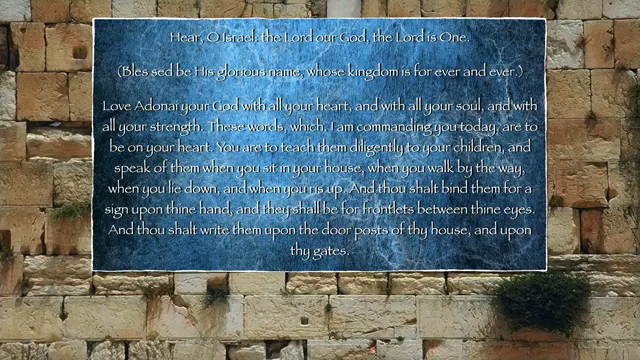 Hear, O Israel: the Lord our God, the Lord is One.
(Bles sed be His glorious name, whose kingdom is for ever and ever.)
Love Adonai your God with all your heart, and with all your soul, and with
all your strength. These words, which, I am commanding you today, are to
be on your heart. You are to teach them diligently to your children, and
speak of them when you sit in your house, when you walk by the way,
when you lie down, and when you ris up. And thou shalt bind them for a
sign upon thine hand, and they shall be for frontlets between thine eyes.
And thou shalt write them upon the door posts of thy house, and upon
thy gates.